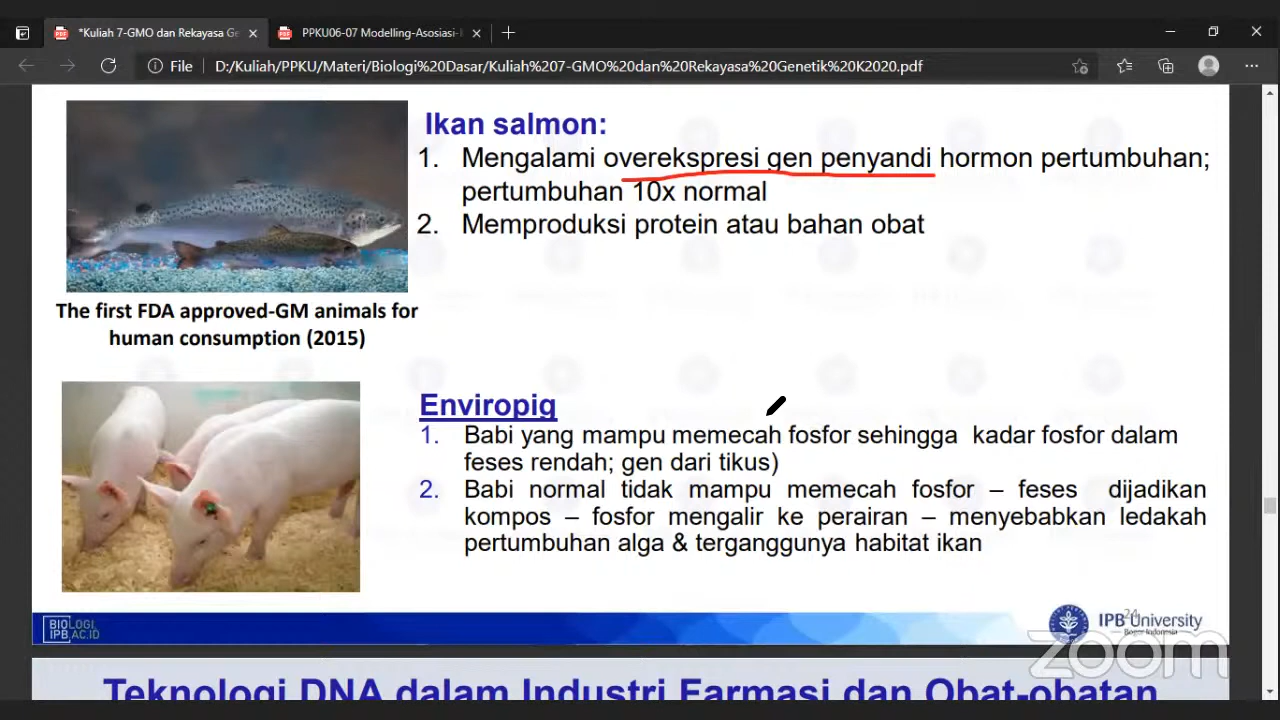 *Kuliah 7-GMO dan Rekayasa Ge
PPKU06-07 Modelling-Asosiasi-
File
D:/Kuliah/PPKU/Materi/Biologi%20Dasar/Kuliah%207-GMO%20dan%20Rekayasa%20Genetik%20K2020.pdf
Ikan salmon:
1. Mengalami overekspresi gen penyandi hormon pertumbuhan;
pertumbuhan 10x normal
2. Memproduksi protein atau bahan obat
The first FDA approved-GM animals for
human consumption (2015)
Enviropig
1. Babi yang mampu memecah fosfor sehingga kadar fosfor dalam
feses rendah; gen dari tikus)
2. Babi normal tidak mampu memecah fosfor – feses dijadikan
kompos – fosfor mengalir ke perairan – menyebabkan ledakah
pertumbuhan alga & terganggunya habitat ikan
BIOLOGI
IPB.AC.ID
24
IPB University
Bogor Indonesia
zoom
Teknologi DNA dalam Industri Farmasi dan Obat-obatan